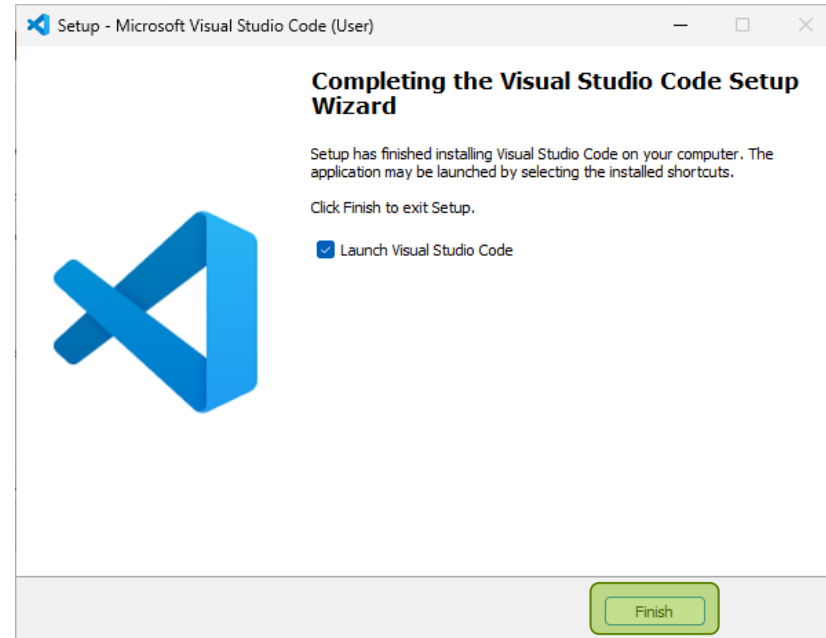 Setup - Microsoft Visual Studio Code (User)
Completing the Visual Studio Code Setup
Wizard
Setup has finished installing Visual Studio Code on your computer. The
application may be launched by selecting the installed shortcuts.
Click Finish to exit Setup.
Launch Visual Studio Code
Finish